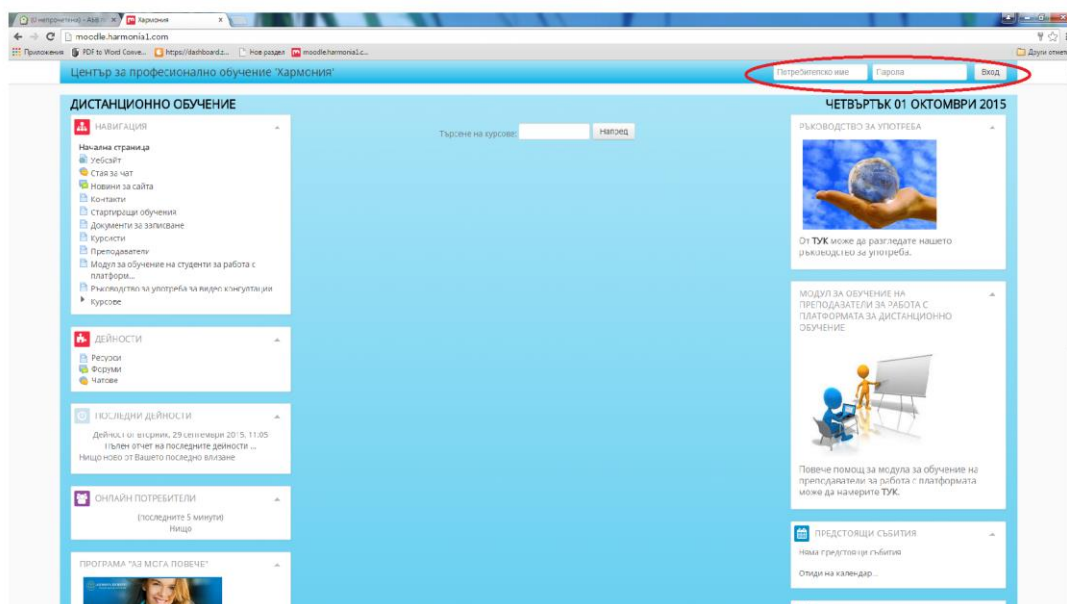 Хармония
moodle.harmonia1.com
Приложения PDF to Word Conve... https://dashboard.z... Нов раздел moodle.harmonia1.c...
Център за професионално обучение "Хармония"
Потребителско име Парола Вход
ДИСТАНЦИОННО ОБУЧЕНИЕ
ЧЕТВЪРТЪК 01 ОКТОМВРИ 2015
НАВИГАЦИЯ
Начална страница
Уебсайт
Стая за чат
Новини за сайта
Контакти
Стартиращи обучения
Документи за записване
Курсисти
Преподаватели
Модул за обучение на студенти за работа с
платфори...
Ръководство за употреба за видео консултации
Курсове
ДЕЙНОСТИ
Ресурси
Форуми
Чатове
ПОСЛЕДНИ ДЕЙНОСТИ
Дейност от вторник, 29 септември 2015, 11:05
Пълен отчет на последните дейности ...
Нищо ново от Вашето последно влизане
ОНЛАЙН ПОТРЕБИТЕЛИ
(последните 5 минути)
Нищо
ПРОГРАМА "АЗ МОГА ПОВЕЧЕ"
Търсене на курсове: Напред
РЪКОВОДСТВО ЗА УПОТРЕБА
От ТУК може да разгледате нашето
ръководство за употреба.
МОДУЛ ЗА ОБУЧЕНИЕ НА
ПРЕПОДАВАТЕЛИ ЗА РАБОТА С
ПЛАТФОРМАТА ЗА ДИСТАНЦИОННО
ОБУЧЕНИЕ
Повече помощ за модула за обучение на
преподаватели за работа с платформата
може да намерите ТУК.
ПРЕДСТОЯЩИ СЪБИТИЯ
Няма предстоящи събития
Отиди на календар...